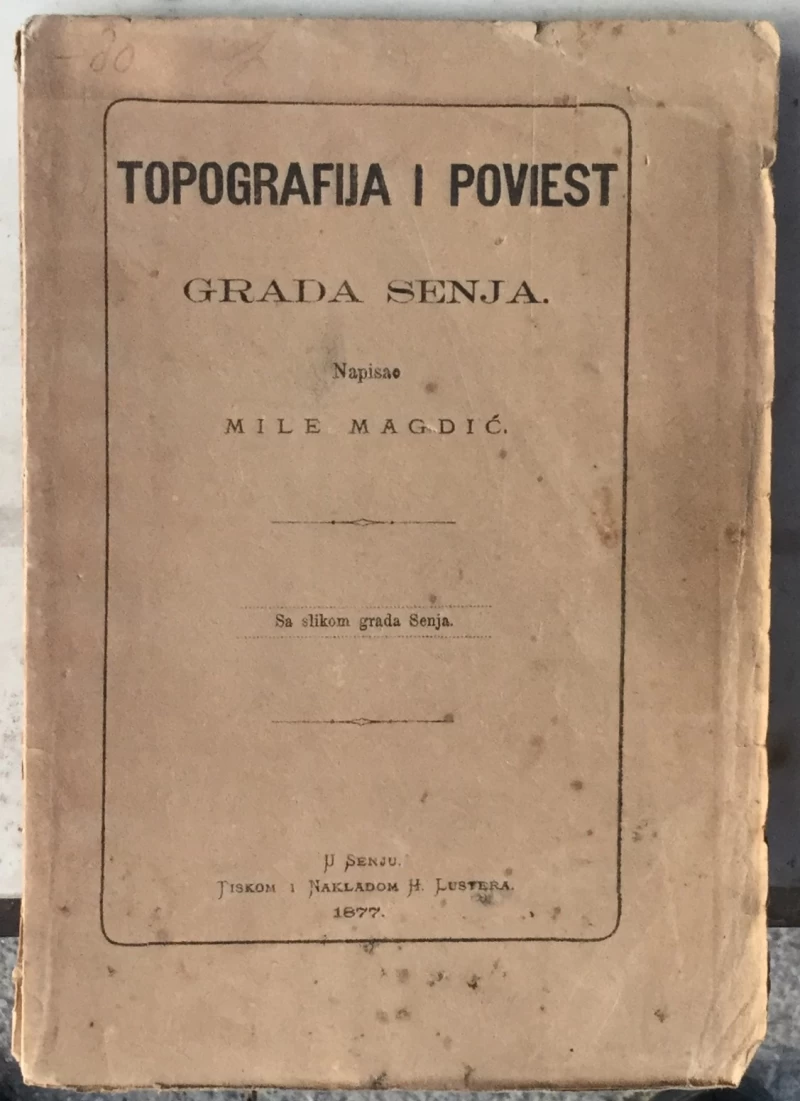 TOPOGRAFIJA I POVIEST
GRADA SENJA.
Napisao
MILE MAGDIĆ.
Sa slikom grada Senja.
U SENJU.
TISKOM I NAKLADOM H. LUSTERA.
1877.